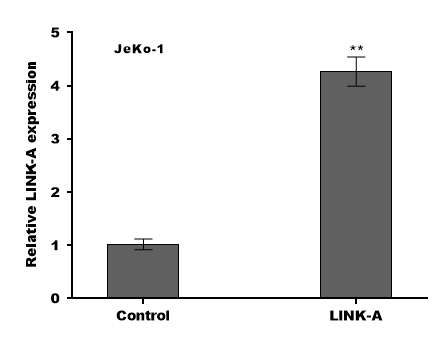 5
JeKo-1
**
4
3
2
1
0
Relative LINK-A expression
Control
LINK-A